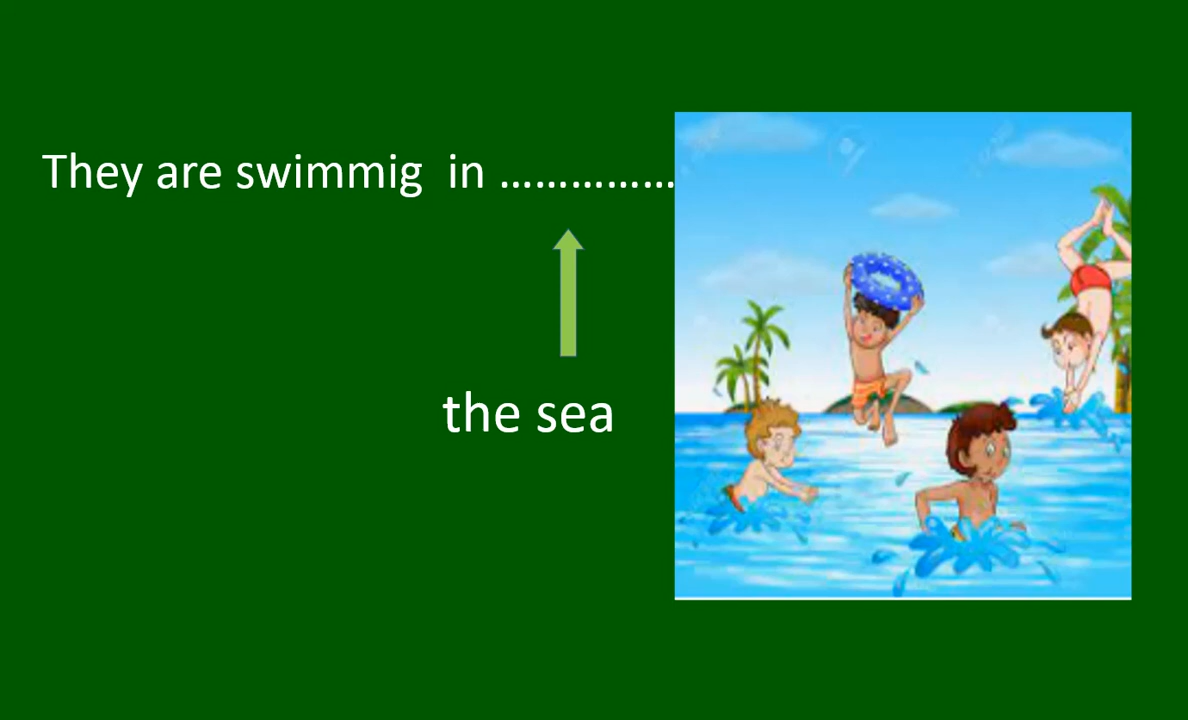 They are swimmig in ...............
the sea